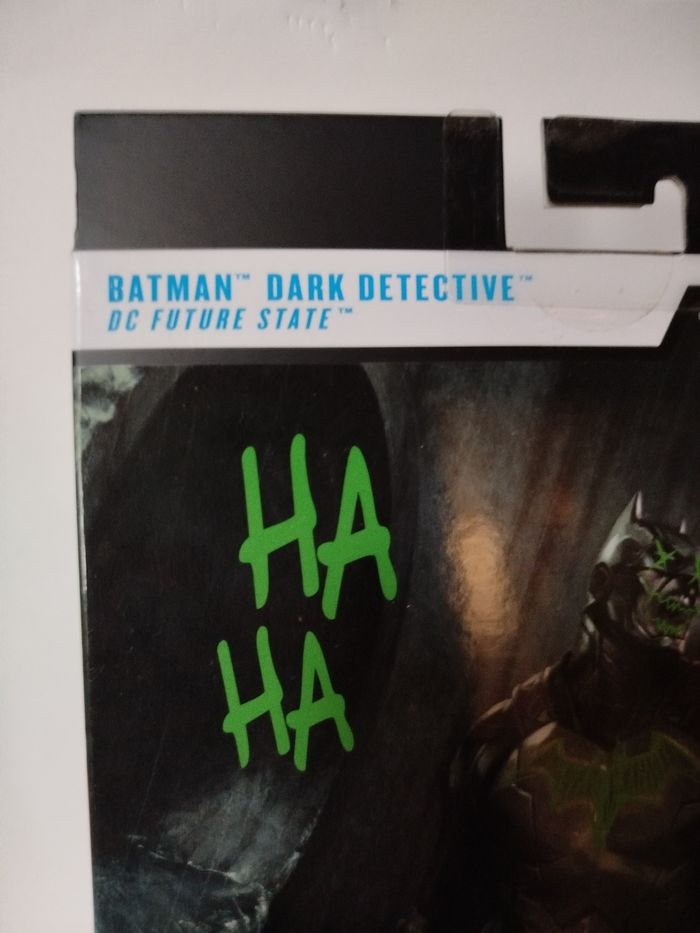 BATMAN™ DARK DETECTIVE™
DC FUTURE STATE™
HA
HA